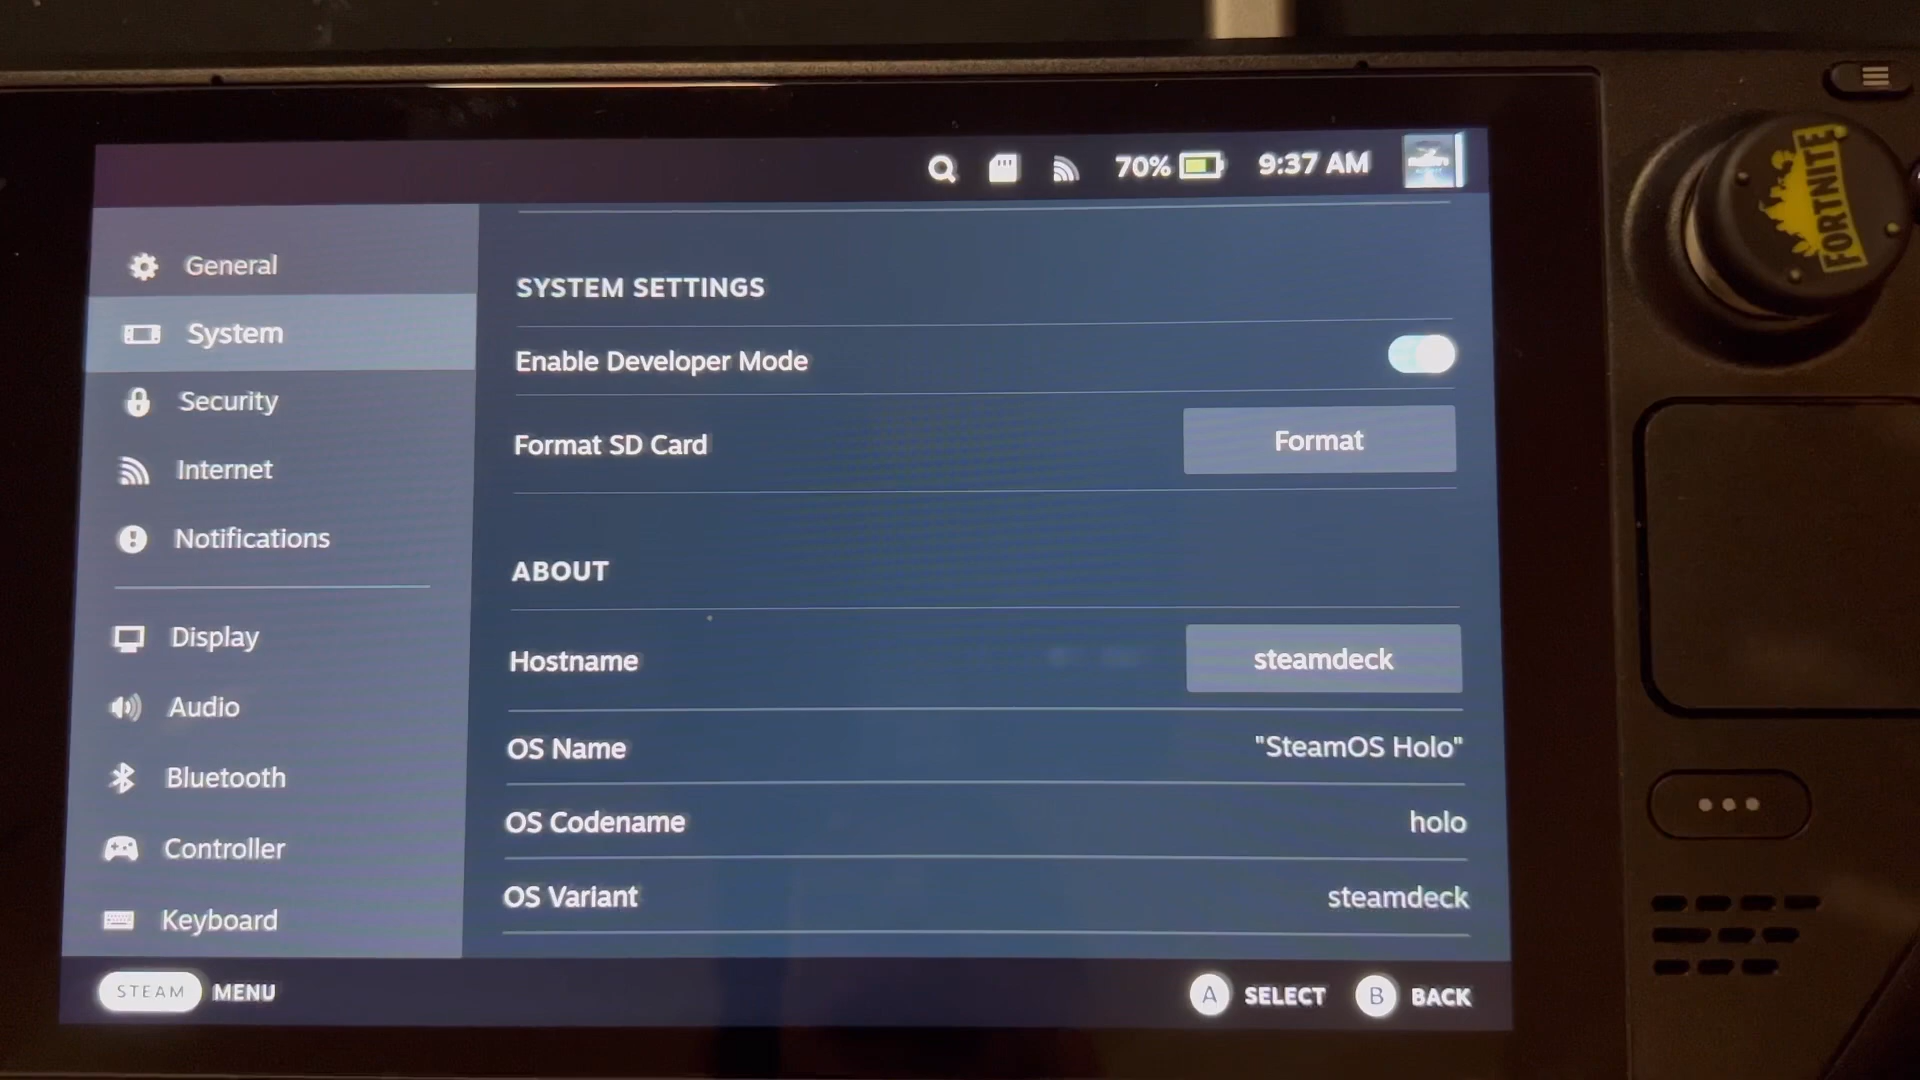 70% 9:37 AM
General
System
Security
Internet
Notifications
Display
Audio
Bluetooth
Controller
Keyboard
SYSTEM SETTINGS
Enable Developer Mode
Format SD Card Format
ABOUT
Hostname steamdeck
OS Name "SteamOS Holo"
OS Codename holo
OS Variant steamdeck
STEAM MENU A SELECT B BACK
FORTNITE